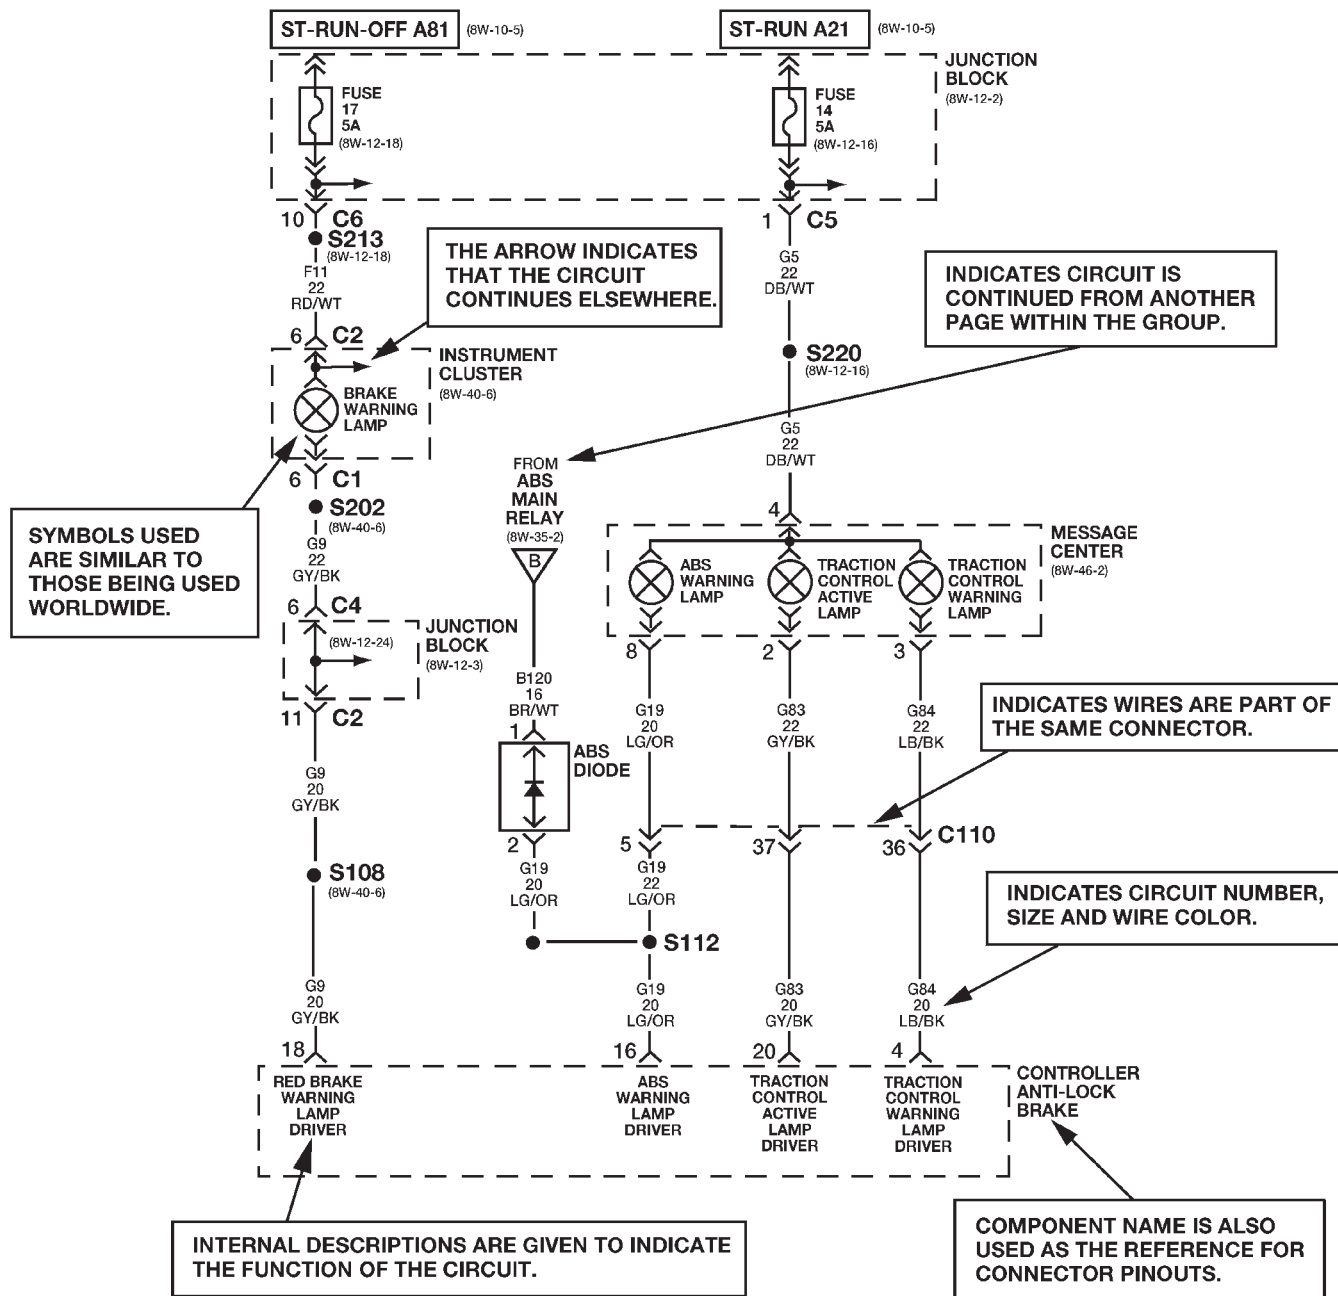 ST-RUN-OFF A81
(8W-10-5)
ST-RUN A21
(8W-10-5)
JUNCTION
BLOCK
(8W-12-2)
FUSE
17
5A
(8W-12-18)
FUSE
14
5A
(8W-12-16)
10
C6
S213
(8W-12-18)
F11
22
RD/WT
6
C2
1
C5
G5
22
DB/WT
S220
(8W-12-16)
G5
22
DB/WT
4
THE ARROW INDICATES
THAT THE CIRCUIT
CONTINUES ELSEWHERE.
INDICATES CIRCUIT IS
CONTINUED FROM ANOTHER
PAGE WITHIN THE GROUP.
INSTRUMENT
CLUSTER
(8W-40-6)
BRAKE
WARNING
LAMP
6
C1
S202
(8W-40-6)
G9
22
GY/BK
6
C4
SYMBOLS USED
ARE SIMILAR TO
THOSE BEING USED
WORLDWIDE.
FROM
ABS
MAIN
RELAY
(8W-35-2)
B
MESSAGE
CENTER
(8W-46-2)
ABS
WARNING
LAMP
TRACTION
CONTROL
ACTIVE
LAMP
TRACTION
CONTROL
WARNING
LAMP
8
2
3
(8W-12-24)
JUNCTION
BLOCK
(8W-12-3)
11
C2
B120
16
BR/WT
1
ABS
DIODE
2
G19
20
LG/OR
G83
22
GY/BK
G84
22
LB/BK
INDICATES WIRES ARE PART OF
THE SAME CONNECTOR.
G9
20
GY/BK
S108
(8W-40-6)
5
37
36
C110
G19
20
LG/OR
G19
22
LG/OR
S112
INDICATES CIRCUIT NUMBER,
SIZE AND WIRE COLOR.
G9
20
GY/BK
G19
20
LG/OR
G83
20
GY/BK
G84
20
LB/BK
18
16
20
4
RED BRAKE
WARNING
LAMP
DRIVER
ABS
WARNING
LAMP
DRIVER
TRACTION
CONTROL
ACTIVE
LAMP
DRIVER
TRACTION
CONTROL
WARNING
LAMP
DRIVER
CONTROLLER
ANTI-LOCK
BRAKE
INTERNAL DESCRIPTIONS ARE GIVEN TO INDICATE
THE FUNCTION OF THE CIRCUIT.
COMPONENT NAME IS ALSO
USED AS THE REFERENCE FOR
CONNECTOR PINOUTS.